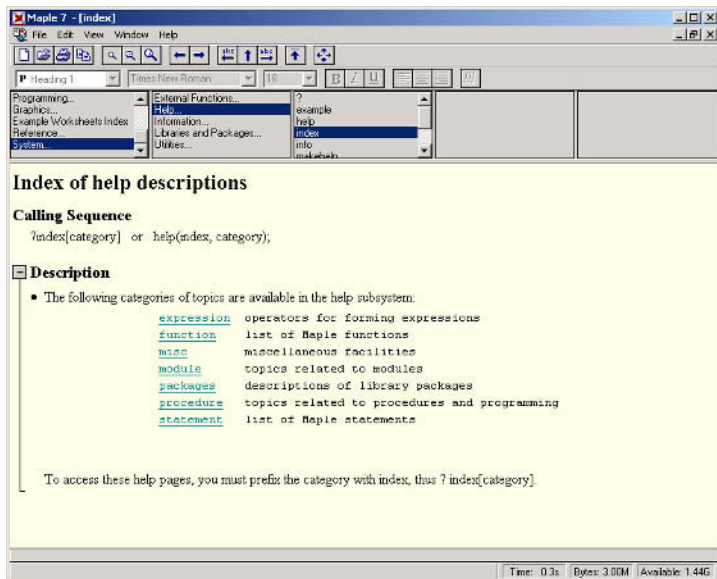 Maple 7 - [index]
File Edit View Window Help
P Heading 1 Times New Roman 18 B I U
Programming...
Graphics...
Example Worksheets Index
Reference...
System...
External Functions...
Help...
Information...
Libraries and Packages...
Utilities...
?
example
help
index
info
makehelp
Index of help descriptions
Calling Sequence
?index[category] or help(index, category);
Description
• The following categories of topics are available in the help subsystem:
expression operators for forming expressions
function list of Maple functions
misc miscellaneous facilities
module topics related to modules
packages descriptions of library packages
procedure topics related to procedures and programming
statement list of Maple statements
To access these help pages, you must prefix the category with index, thus ? index[category].
Time: 0.3s Bytes: 3.00M Available: 1.44G